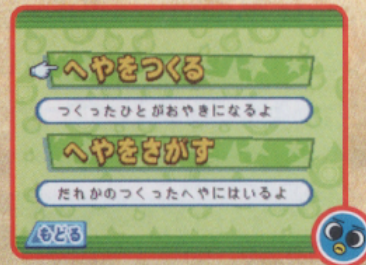 へやをつくる
つくったひとがおやきになるよ
へやをさがす
だれかのつくったへやにはいるよ
もどる